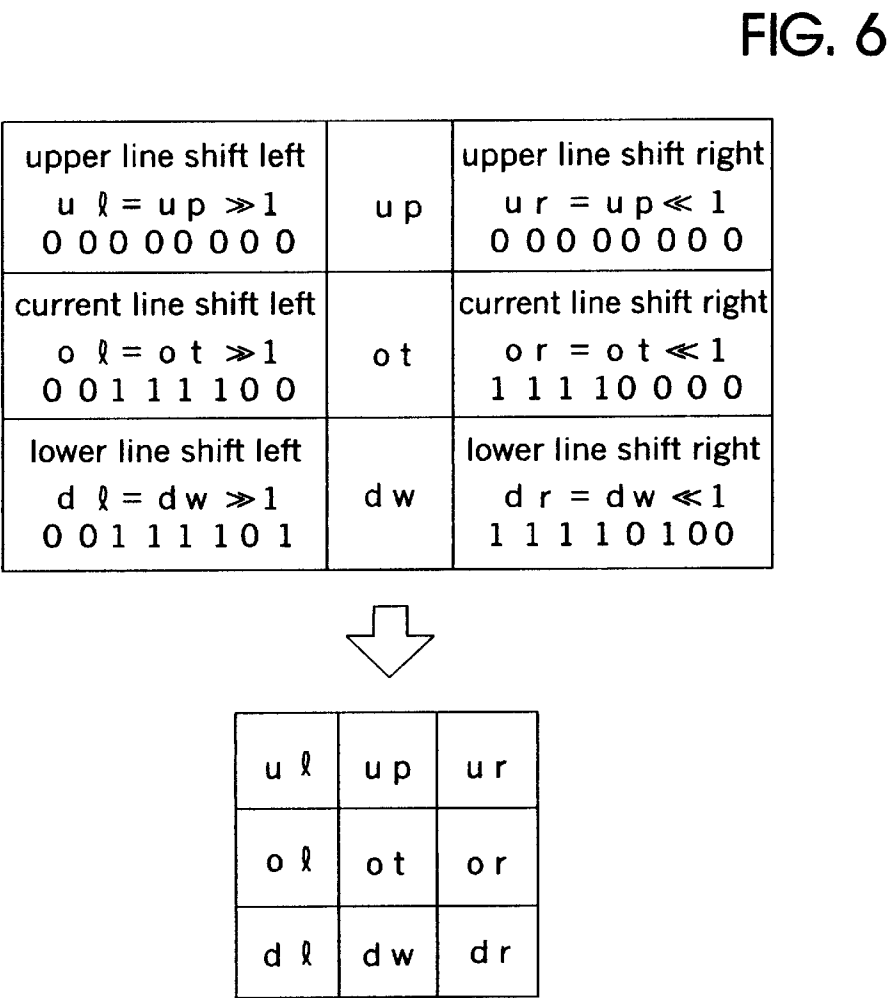 FIG. 6
upper line shift left
u ℓ = u p ≫ 1
0 0 0 0 0 0 0 0
u p
upper line shift right
u r = u p ≪ 1
0 0 0 0 0 0 0 0
current line shift left
o ℓ = o t ≫ 1
0 0 1 1 1 1 0 0
o t
current line shift right
o r = o t ≪ 1
1 1 1 1 0 0 0 0
lower line shift left
d ℓ = d w ≫ 1
0 0 1 1 1 1 0 1
d w
lower line shift right
d r = d w ≪ 1
1 1 1 1 0 1 0 0
u ℓ u p u r
o ℓ o t o r
d ℓ d w d r